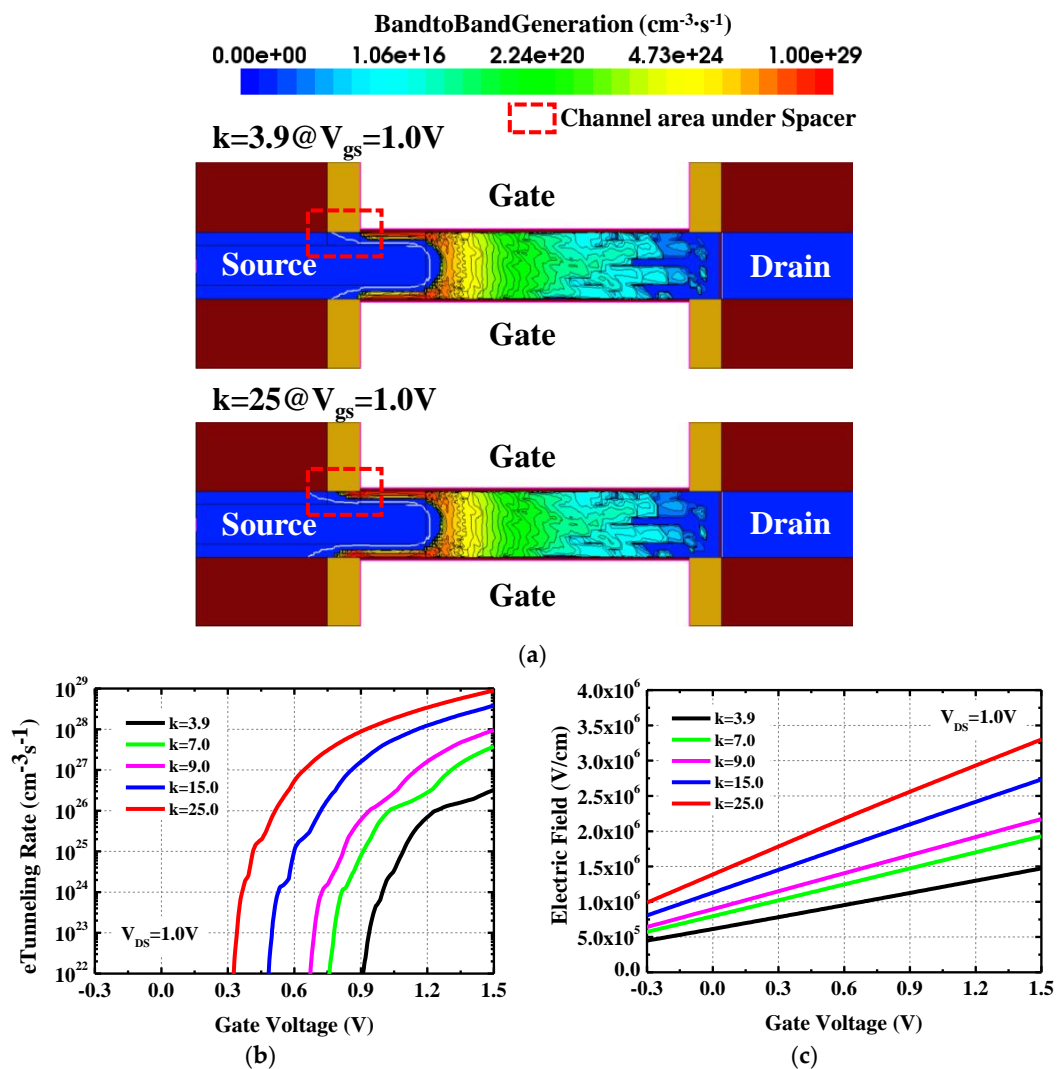 BandtoBandGeneration (cm⁻³·s⁻¹)
0.00e+00 1.06e+16 2.24e+20 4.73e+24 1.00e+29
Channel area under Spacer
k=3.9@Vgs=1.0V
Gate
Source
Drain
Gate
k=25@Vgs=1.0V
Gate
Source
Drain
Gate
(a)
eTunneling Rate (cm⁻³s⁻¹)
10²⁹
10²⁸
10²⁷
10²⁶
10²⁵
10²⁴
10²³
10²²
k=3.9
k=7.0
k=9.0
k=15.0
k=25.0
VDS=1.0V
-0.3 0.0 0.3 0.6 0.9 1.2 1.5
Gate Voltage (V)
(b)
Electric Field (V/cm)
4.0x10⁶
3.5x10⁶
3.0x10⁶
2.5x10⁶
2.0x10⁶
1.5x10⁶
1.0x10⁶
5.0x10⁵
0.0
k=3.9
k=7.0
k=9.0
k=15.0
k=25.0
VDS=1.0V
-0.3 0.0 0.3 0.6 0.9 1.2 1.5
Gate Voltage (V)
(c)